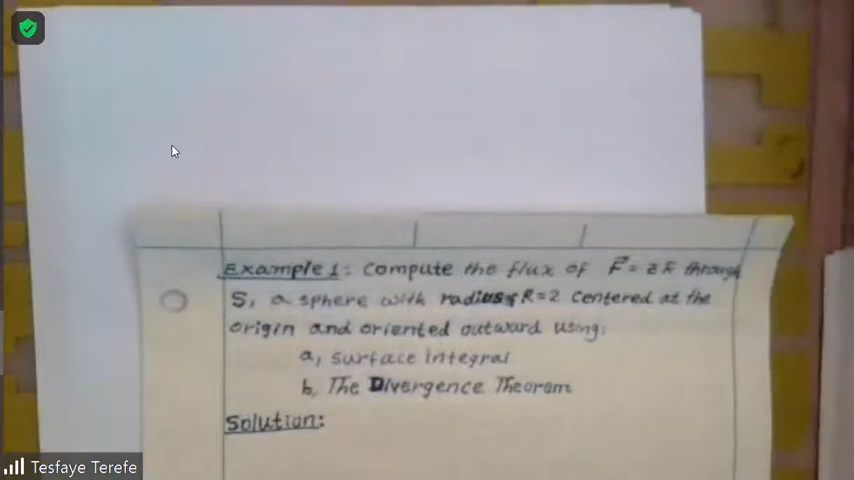 Example 1: Compute the flux of F⃗ = z k⃗ through
S, a sphere with radius R=2 centered at the
origin and oriented outward using:
a, surface integral
b, The Divergence Theorem
Solution:
Tesfaye Terefe